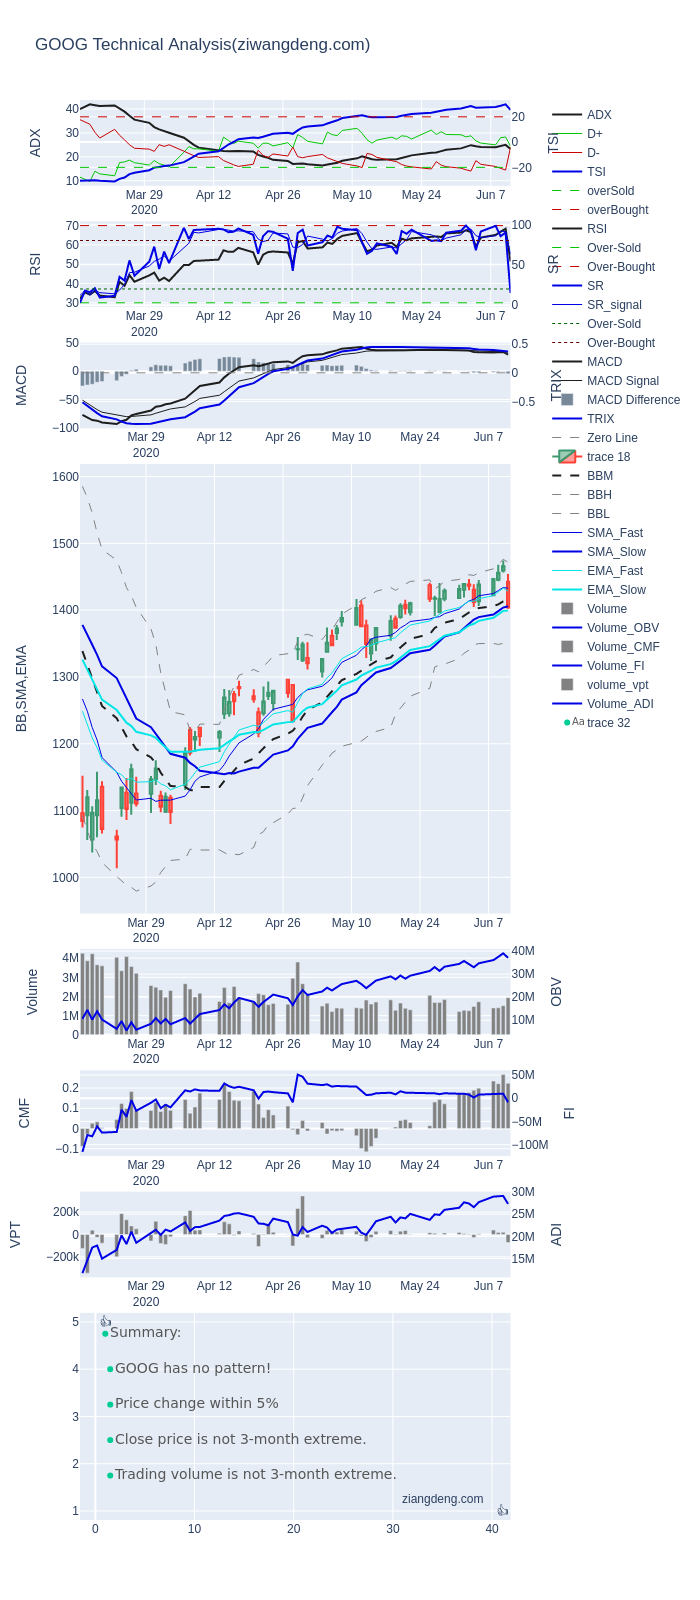 GOOG Technical Analysis(ziwangdeng.com)
40
30
20
10
ADX
20
0
−20
TSI
Mar 29
2020
Apr 12
Apr 26
May 10
May 24
Jun 7
70
60
50
40
30
RSI
100
50
0
SR
Mar 29
2020
Apr 12
Apr 26
May 10
May 24
Jun 7
50
0
−50
−100
MACD
0.5
0
−0.5
TRIX
Mar 29
2020
Apr 12
Apr 26
May 10
May 24
Jun 7
1600
1500
1400
1300
1200
1100
1000
BB,SMA,EMA
Mar 29
2020
Apr 12
Apr 26
May 10
May 24
Jun 7
4M
3M
2M
1M
0
Volume
40M
30M
20M
10M
OBV
Mar 29
2020
Apr 12
Apr 26
May 10
May 24
Jun 7
0.2
0.1
0
−0.1
CMF
50M
0
−50M
−100M
FI
Mar 29
2020
Apr 12
Apr 26
May 10
May 24
Jun 7
200k
0
−200k
VPT
30M
25M
20M
15M
ADI
Mar 29
2020
Apr 12
Apr 26
May 10
May 24
Jun 7
5
4
3
2
1
0
10
20
30
40
Summary:
GOOG has no pattern!
Price change within 5%
Close price is not 3-month extreme.
Trading volume is not 3-month extreme.
ziangdeng.com
ADX
D+
D-
TSI
overSold
overBought
RSI
Over-Sold
Over-Bought
SR
SR_signal
Over-Sold
Over-Bought
MACD
MACD Signal
MACD Difference
TRIX
Zero Line
trace 18
BBM
BBH
BBL
SMA_Fast
SMA_Slow
EMA_Fast
EMA_Slow
Volume
Volume_OBV
Volume_CMF
Volume_FI
volume_vpt
Volume_ADI
Aa trace 32